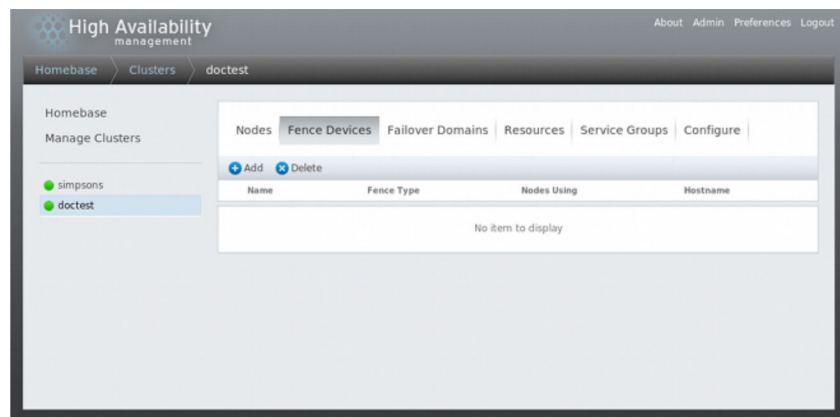 High Availability
management
About Admin Preferences Logout
Homebase Clusters doctest
Homebase
Manage Clusters
simpsons
doctest
Nodes Fence Devices Failover Domains Resources Service Groups Configure
Add Delete
Name Fence Type Nodes Using Hostname
No item to display